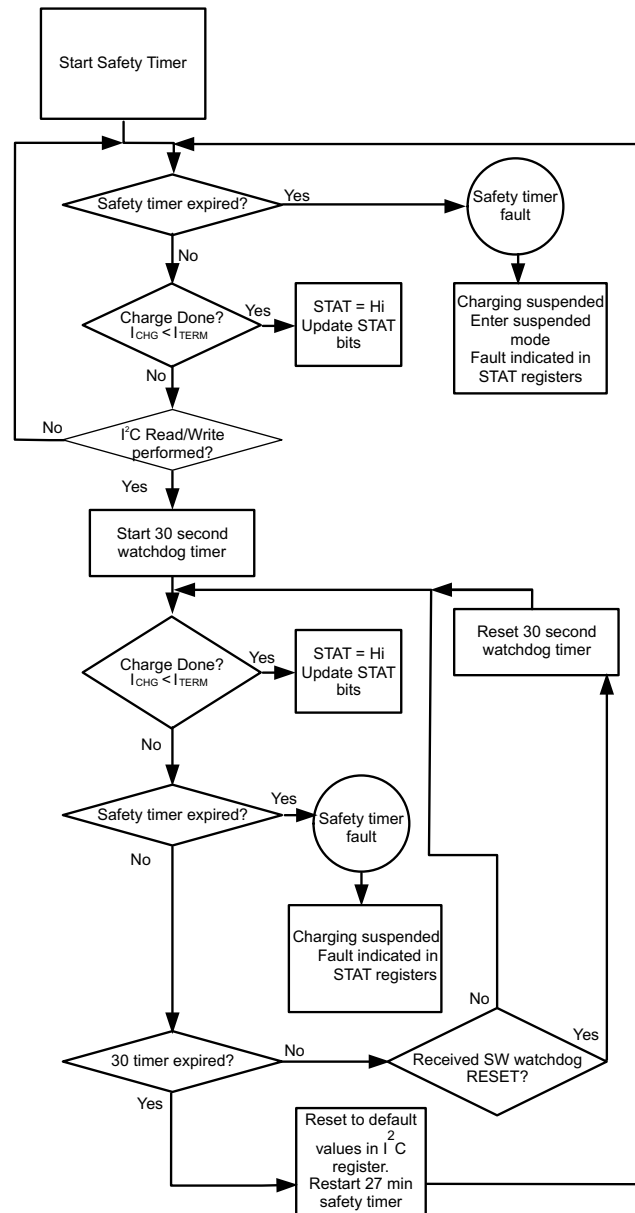 Start Safety Timer
Safety timer expired?
Yes
Safety timer
fault
No
Charge Done?
ICHG < ITERM
Yes
STAT = Hi
Update STAT
bits
Charging suspended
Enter suspended
mode
Fault indicated in
STAT registers
No
No
I²C Read/Write
performed?
Yes
Start 30 second
watchdog timer
Reset 30 second
watchdog timer
Charge Done?
ICHG < ITERM
Yes
STAT = Hi
Update STAT
bits
No
Safety timer expired?
Yes
Safety timer
fault
No
Charging suspended
Fault indicated in
STAT registers
No
Yes
30 timer expired?
No
Received SW watchdog
RESET?
Yes
Reset to default
values in I²C
register.
Restart 27 min
safety timer